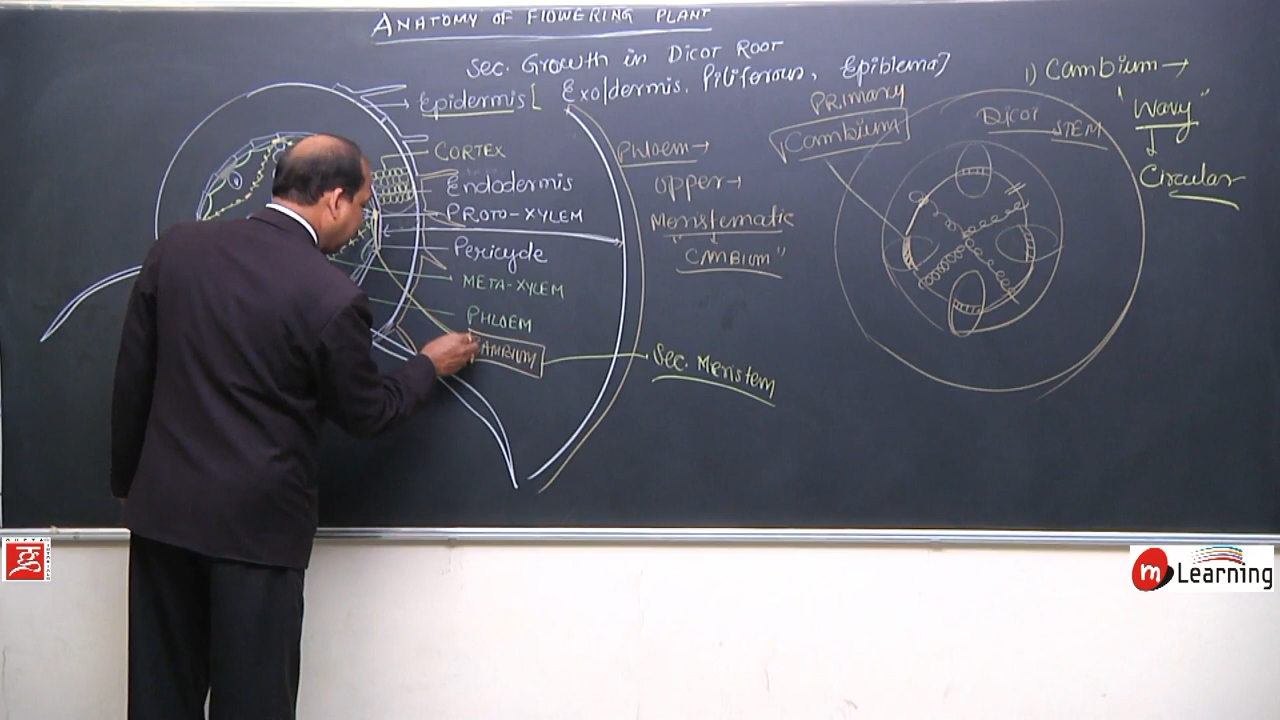 ANATOMY OF FLOWERING PLANT
Sec. Growth in Dicot Root
Epidermis [ Exo/dermis, Piliferous, Epiblema]
CORTEX
Endodermis
PROTO-XYLEM
Pericycle
META-XYLEM
PHLOEM
CAMBIUM
Phloem →
Upper →
Meristematic
"CAMBIUM"
Sec. Meristem
PRIMARY
Cambium
Dicot STEM
1) Cambium →
"Wavy"
Circular
GUPTA
m Learning